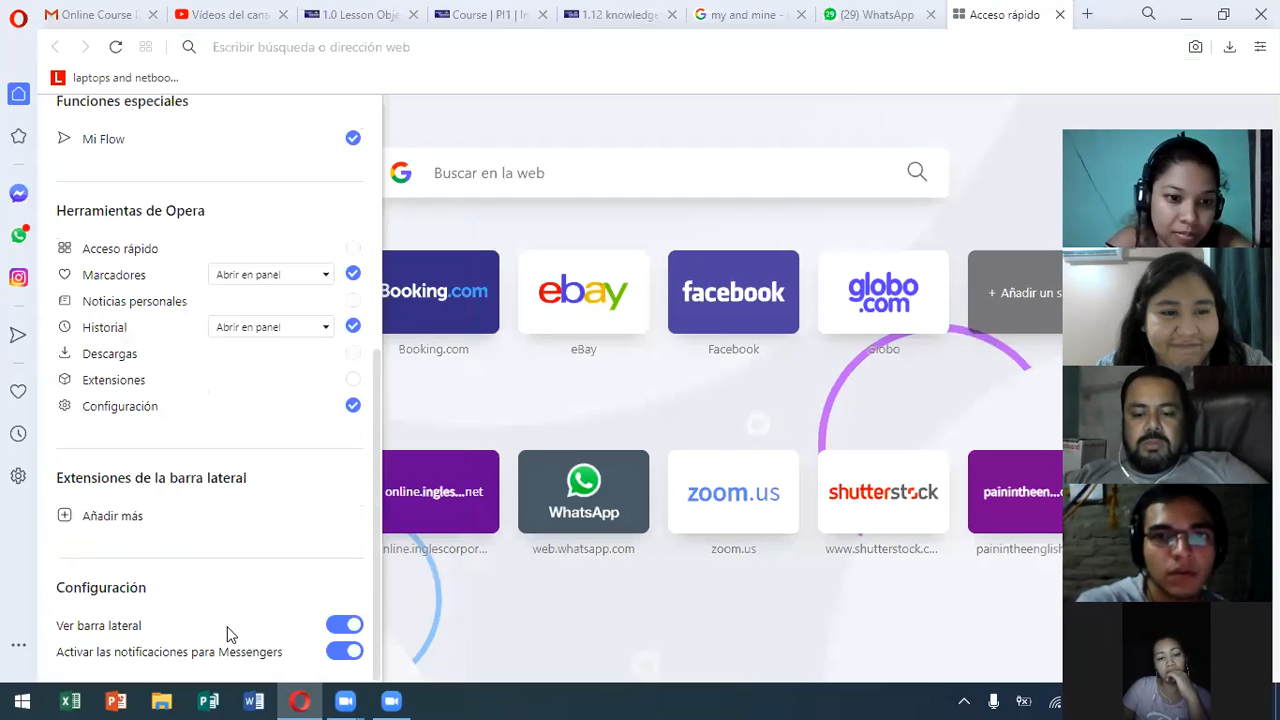 Online Course D
Vídeos del cana
1.0 Lesson Obje
Course | PI1 | In
1.12 knowledge
my and mine - G
(29) WhatsApp
Acceso rápido
Escribir búsqueda o dirección web
L laptops and netboo...
Funciones especiales
Mi Flow
Herramientas de Opera
Acceso rápido
Marcadores
Abrir en panel
Noticias personales
Historial
Abrir en panel
Descargas
Extensiones
Configuración
Extensiones de la barra lateral
Añadir más
Configuración
Ver barra lateral
Activar las notificaciones para Messengers
Buscar en la web
Booking.com
ebay
facebook
globo
.com
+ Añadir un s
Booking.com
eBay
Facebook
Globo
online.ingles...net
WhatsApp
zoom.us
shutterstock
painintheen...
nline.inglescorpor...
web.whatsapp.com
zoom.us
www.shutterstock.c...
painintheenglish